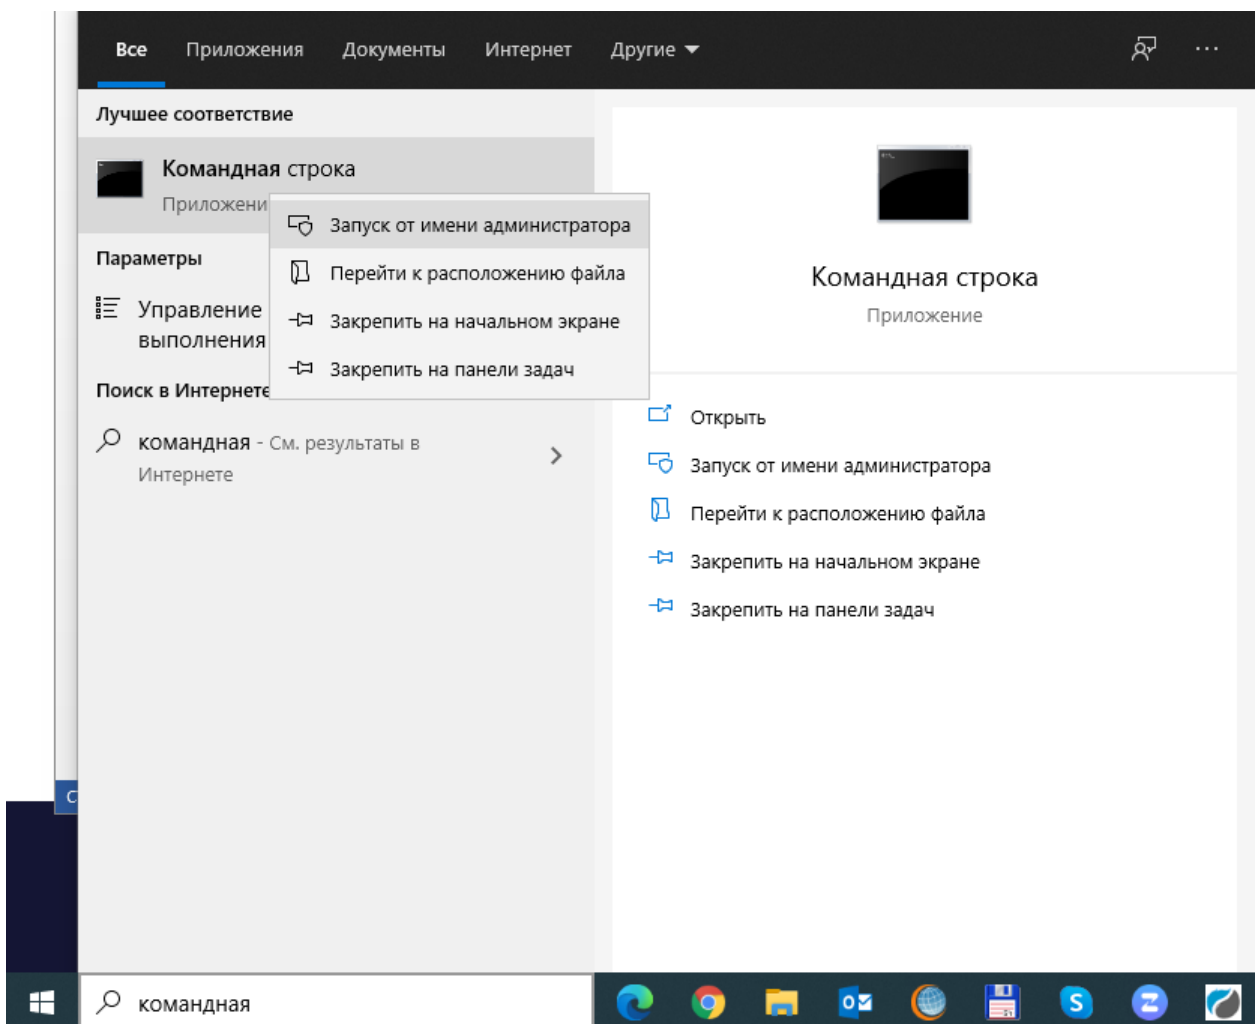 Все Приложения Документы Интернет Другие
Лучшее соответствие
Командная строка
Приложени
Запуск от имени администратора
Перейти к расположению файла
Закрепить на начальном экране
Закрепить на панели задач
Параметры
Управление
выполнения
Поиск в Интернете
командная - См. результаты в
Интернете
Командная строка
Приложение
Открыть
Запуск от имени администратора
Перейти к расположению файла
Закрепить на начальном экране
Закрепить на панели задач
С
командная